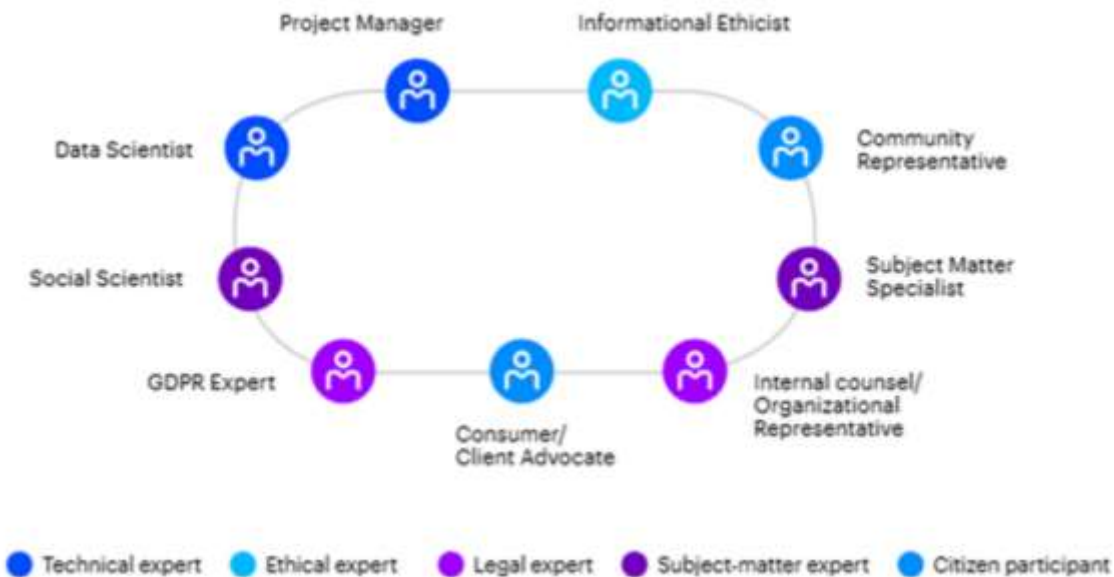 Project Manager
Informational Ethicist
Data Scientist
Community
Representative
Social Scientist
Subject Matter
Specialist
GDPR Expert
Consumer/
Client Advocate
Internal counsel/
Organizational
Representative
Technical expert
Ethical expert
Legal expert
Subject-matter expert
Citizen participant